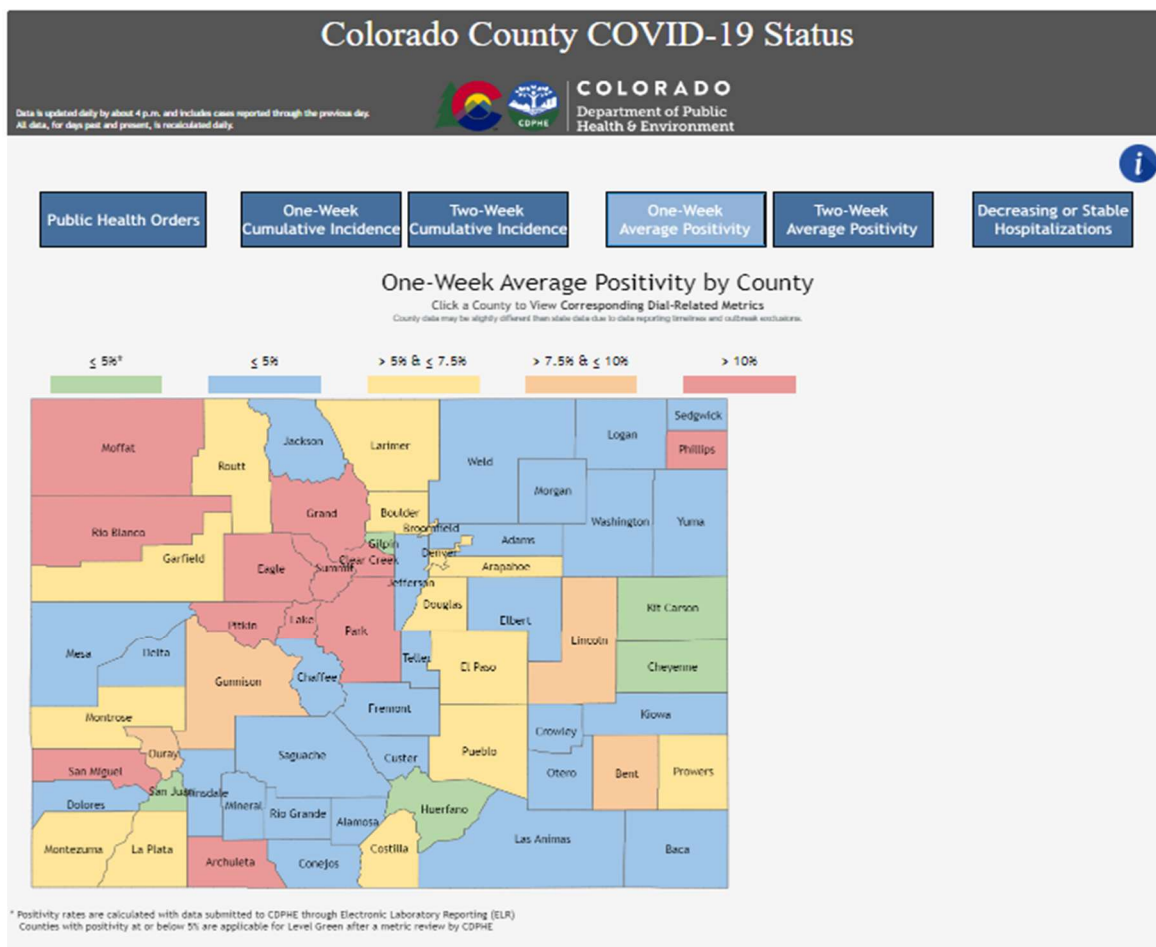 Colorado County COVID-19 Status
Data is updated daily by about 4 p.m. and includes cases reported through the previous day.
All data, for days past and present, is recalculated daily.
CDPHE
COLORADO
Department of Public
Health & Environment
i
Public Health Orders
One-Week
Cumulative Incidence
Two-Week
Cumulative Incidence
One-Week
Average Positivity
Two-Week
Average Positivity
Decreasing or Stable
Hospitalizations
One-Week Average Positivity by County
Click a County to View Corresponding Dial-Related Metrics
County data may be slightly different than state data due to data reporting timeliness and outbreak exclusions.
≤ 5%*
≤ 5%
> 5% & ≤ 7.5%
> 7.5% & ≤ 10%
> 10%
Moffat
Routt
Jackson
Larimer
Weld
Logan
Sedgwick
Phillips
Morgan
Rio Blanco
Grand
Boulder
Broomfield
Washington
Yuma
Garfield
Gilpin
Adams
Eagle
Summit
Clear Creek
Denver
Arapahoe
Jefferson
Douglas
Elbert
Kit Carson
Pitkin
Lake
Park
Lincoln
Mesa
Delta
Teller
El Paso
Cheyenne
Gunnison
Chaffee
Fremont
Montrose
Kiowa
Crowley
Ouray
Saguache
Custer
Pueblo
San Miguel
Otero
Bent
Prowers
San Juan
Hinsdale
Dolores
Mineral
Rio Grande
Alamosa
Huerfano
Las Animas
Montezuma
La Plata
Costilla
Baca
Archuleta
Conejos
* Positivity rates are calculated with data submitted to CDPHE through Electronic Laboratory Reporting (ELR)
Counties with positivity at or below 5% are applicable for Level Green after a metric review by CDPHE